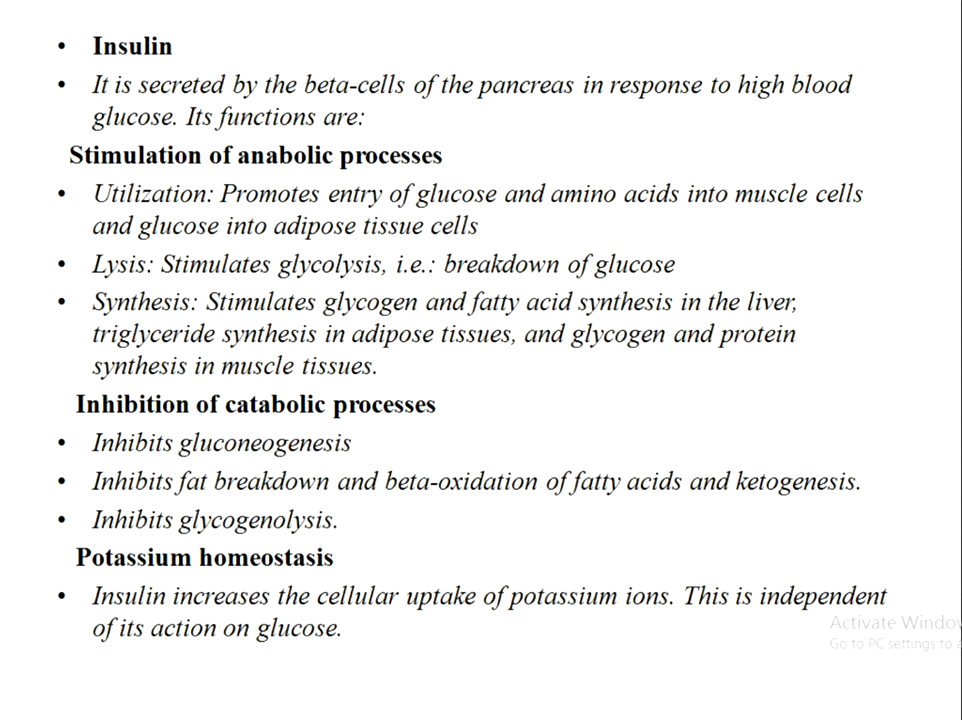 • Insulin
• It is secreted by the beta-cells of the pancreas in response to high blood
glucose. Its functions are:
Stimulation of anabolic processes
• Utilization: Promotes entry of glucose and amino acids into muscle cells
and glucose into adipose tissue cells
• Lysis: Stimulates glycolysis, i.e.: breakdown of glucose
• Synthesis: Stimulates glycogen and fatty acid synthesis in the liver,
triglyceride synthesis in adipose tissues, and glycogen and protein
synthesis in muscle tissues.
Inhibition of catabolic processes
• Inhibits gluconeogenesis
• Inhibits fat breakdown and beta-oxidation of fatty acids and ketogenesis.
• Inhibits glycogenolysis.
Potassium homeostasis
• Insulin increases the cellular uptake of potassium ions. This is independent
of its action on glucose.
Activate Windo
Go to PC settings to a